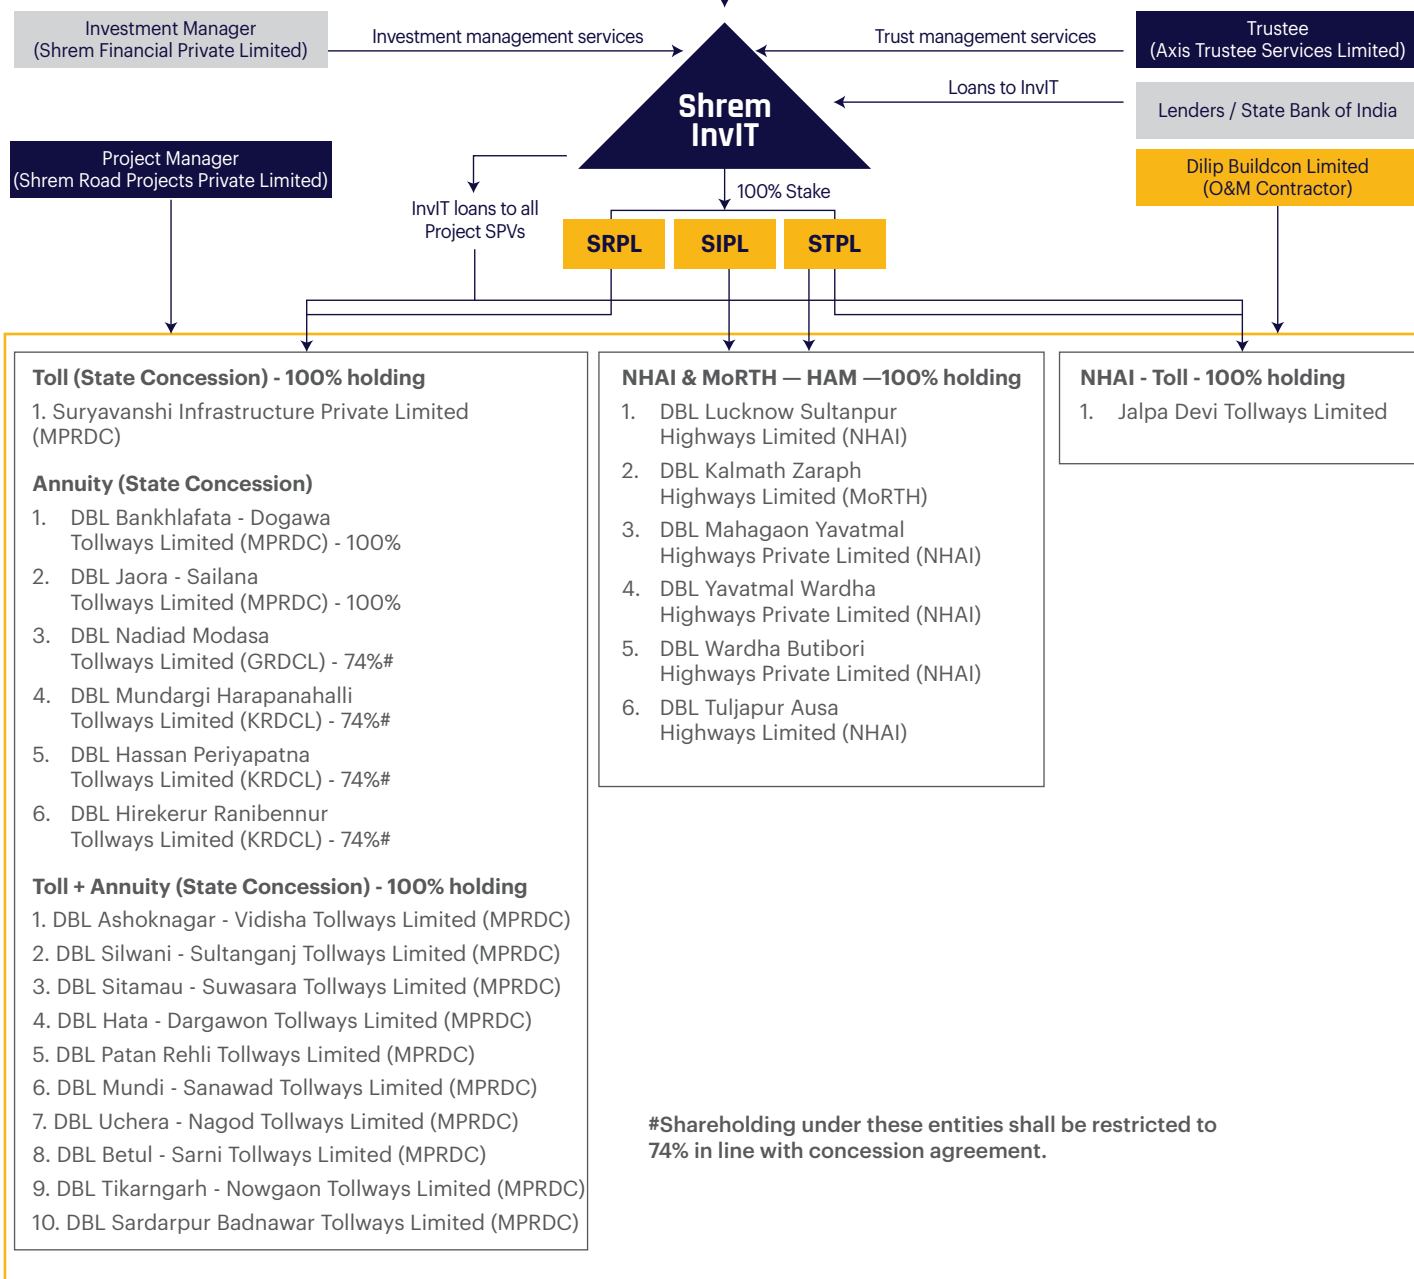 Investment Manager
(Shrem Financial Private Limited)
Investment management services
Trust management services
Trustee
(Axis Trustee Services Limited)
Shrem
InvIT
Loans to InvIT
Lenders / State Bank of India
Project Manager
(Shrem Road Projects Private Limited)
Dilip Buildcon Limited
(O&M Contractor)
InvIT loans to all
Project SPVs
100% Stake
SRPL
SIPL
STPL
Toll (State Concession) - 100% holding
1. Suryavanshi Infrastructure Private Limited
(MPRDC)
Annuity (State Concession)
1. DBL Bankhlafata - Dogawa
Tollways Limited (MPRDC) - 100%
2. DBL Jaora - Sailana
Tollways Limited (MPRDC) - 100%
3. DBL Nadiad Modasa
Tollways Limited (GRDCL) - 74%#
4. DBL Mundargi Harapanahalli
Tollways Limited (KRDCL) - 74%#
5. DBL Hassan Periyapatna
Tollways Limited (KRDCL) - 74%#
6. DBL Hirekerur Ranibennur
Tollways Limited (KRDCL) - 74%#
Toll + Annuity (State Concession) - 100% holding
1. DBL Ashoknagar - Vidisha Tollways Limited (MPRDC)
2. DBL Silwani - Sultanganj Tollways Limited (MPRDC)
3. DBL Sitamau - Suwasara Tollways Limited (MPRDC)
4. DBL Hata - Dargawon Tollways Limited (MPRDC)
5. DBL Patan Rehli Tollways Limited (MPRDC)
6. DBL Mundi - Sanawad Tollways Limited (MPRDC)
7. DBL Uchera - Nagod Tollways Limited (MPRDC)
8. DBL Betul - Sarni Tollways Limited (MPRDC)
9. DBL Tikarngarh - Nowgaon Tollways Limited (MPRDC)
10. DBL Sardarpur Badnawar Tollways Limited (MPRDC)
NHAI & MoRTH — HAM —100% holding
1. DBL Lucknow Sultanpur
Highways Limited (NHAI)
2. DBL Kalmath Zaraph
Highways Limited (MoRTH)
3. DBL Mahagaon Yavatmal
Highways Private Limited (NHAI)
4. DBL Yavatmal Wardha
Highways Private Limited (NHAI)
5. DBL Wardha Butibori
Highways Private Limited (NHAI)
6. DBL Tuljapur Ausa
Highways Limited (NHAI)
NHAI - Toll - 100% holding
1. Jalpa Devi Tollways Limited
#Shareholding under these entities shall be restricted to
74% in line with concession agreement.